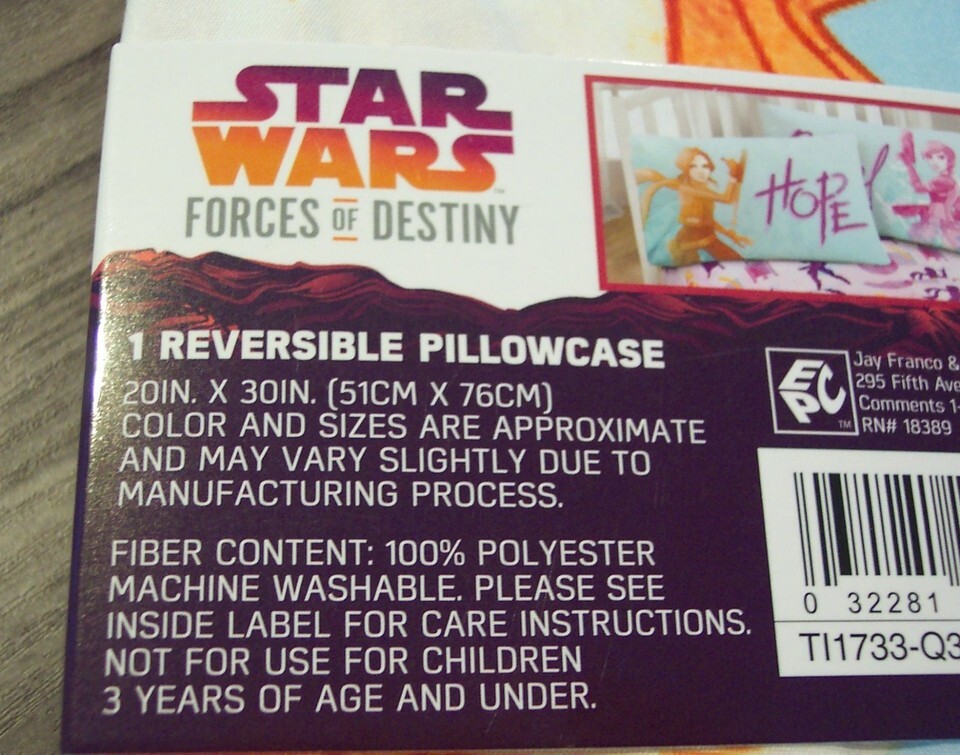 STAR
WARS
™
FORCES OF DESTINY
HOPE
1 REVERSIBLE PILLOWCASE
20IN. X 30IN. (51CM X 76CM)
COLOR AND SIZES ARE APPROXIMATE
AND MAY VARY SLIGHTLY DUE TO
MANUFACTURING PROCESS.
FIBER CONTENT: 100% POLYESTER
MACHINE WASHABLE. PLEASE SEE
INSIDE LABEL FOR CARE INSTRUCTIONS.
NOT FOR USE FOR CHILDREN
3 YEARS OF AGE AND UNDER.
EPC
™
Jay Franco &
295 Fifth Ave
Comments 1-
RN# 18389
0 32281
TI1733-Q3